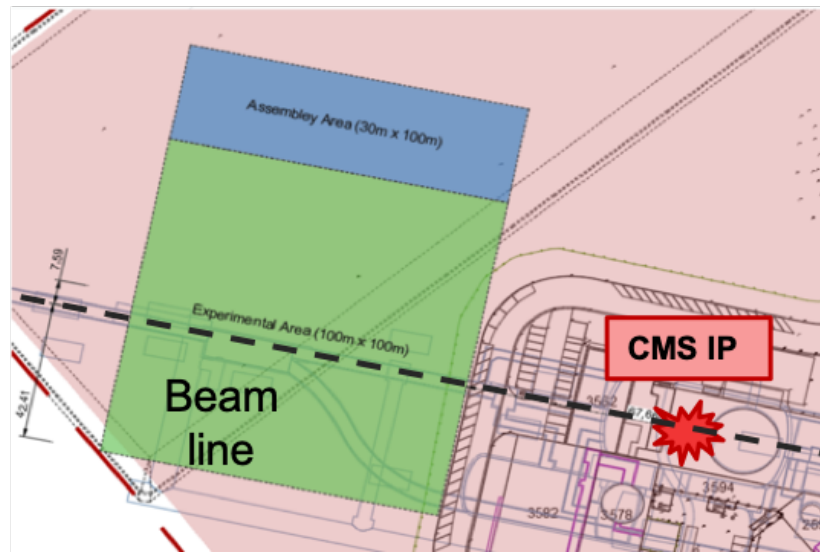 Assembley Area (30m x 100m)
7.59
Experimental Area (100m x 100m)
CMS IP
42.41
Beam
line
3594
3582
3578